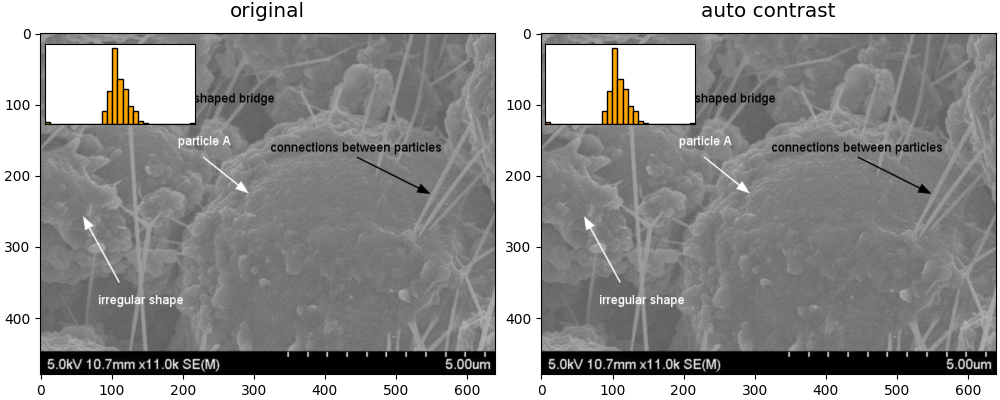 original
auto contrast
0
100
200
300
400
shaped bridge
particle A
connections between particles
irregular shape
5.0kV 10.7mm x11.0k SE(M)
5.00um
0
100
200
300
400
500
600
0
100
200
300
400
shaped bridge
particle A
connections between particles
irregular shape
5.0kV 10.7mm x11.0k SE(M)
5.00um
0
100
200
300
400
500
600